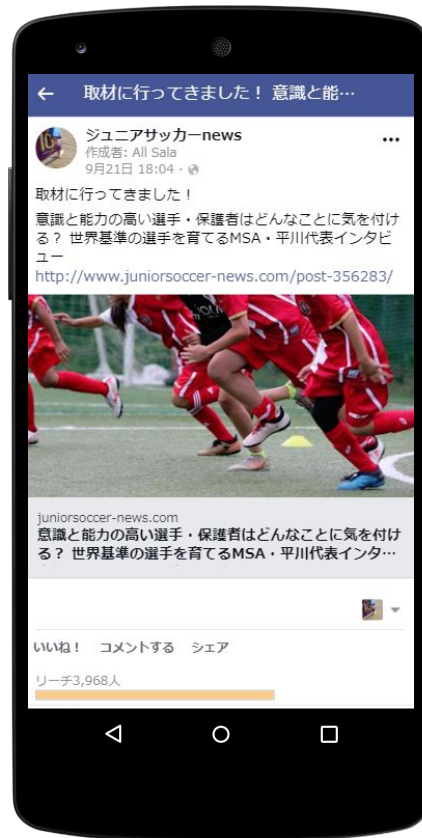 取材に行ってきました！ 意識と能…
ジュニアサッカーnews
作成者: All Sala
9月21日 18:04
取材に行ってきました！
意識と能力の高い選手・保護者はどんなことに気を付け
る？ 世界基準の選手を育てるMSA・平川代表インタビ
ュー
http://www.juniorsoccer-news.com/post-356283/
juniorsoccer-news.com
意識と能力の高い選手・保護者はどんなことに気を付け
る？ 世界基準の選手を育てるMSA・平川代表インタ…
いいね！ コメントする シェア
リーチ3,968人